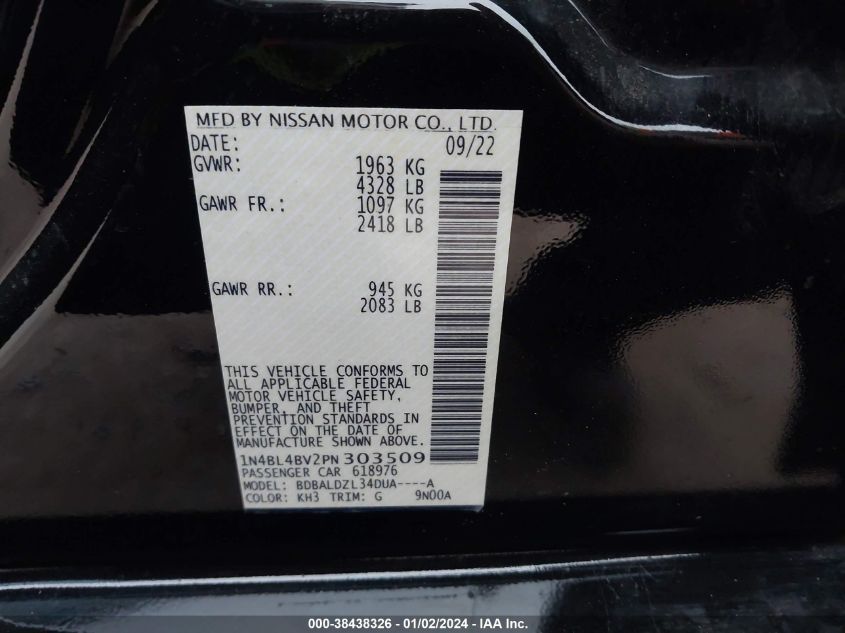 MFD BY NISSAN MOTOR CO., LTD.
DATE: 09/22
GVWR: 1963 KG
4328 LB
GAWR FR.: 1097 KG
2418 LB
GAWR RR.: 945 KG
2083 LB
THIS VEHICLE CONFORMS TO
ALL APPLICABLE FEDERAL
MOTOR VEHICLE SAFETY,
BUMPER, AND THEFT
PREVENTION STANDARDS IN
EFFECT ON THE DATE OF
MANUFACTURE SHOWN ABOVE.
1N4BL4BV2PN303509
PASSENGER CAR 618976
MODEL: BDBALDZL34DUA----A
COLOR: KH3 TRIM: G 9N00A
000-38438326 - 01/02/2024 - IAA Inc.